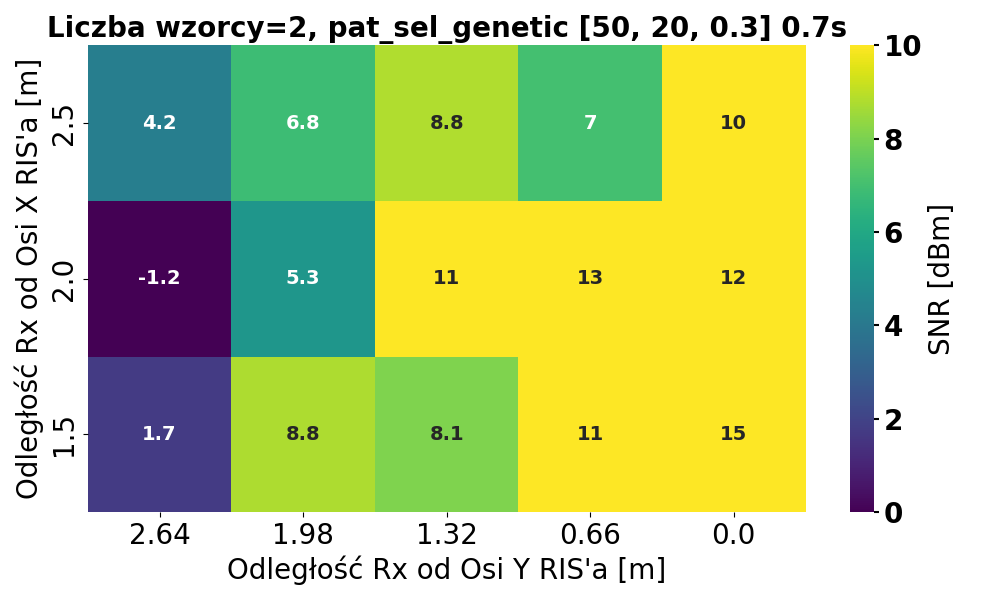 Liczba wzorcy=2, pat_sel_genetic [50, 20, 0.3] 0.7s
Odległość Rx od Osi X RIS'a [m]
2.5
4.2 6.8 8.8 7 10
2.0
-1.2 5.3 11 13 12
1.5
1.7 8.8 8.1 11 15
2.64 1.98 1.32 0.66 0.0
Odległość Rx od Osi Y RIS'a [m]
10
8
6
4
2
0
SNR [dBm]